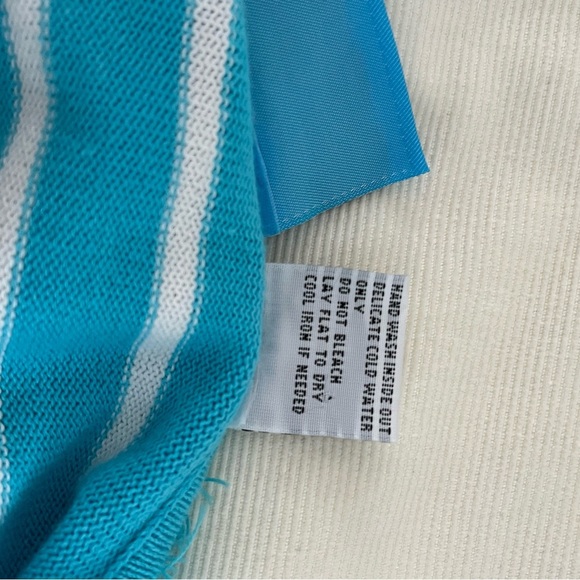 HAND WASH INSIDE OUT
DELICATE COLD WATER
ONLY
DO NOT BLEACH
LAY FLAT TO DRY
COOL IRON IF NEEDED